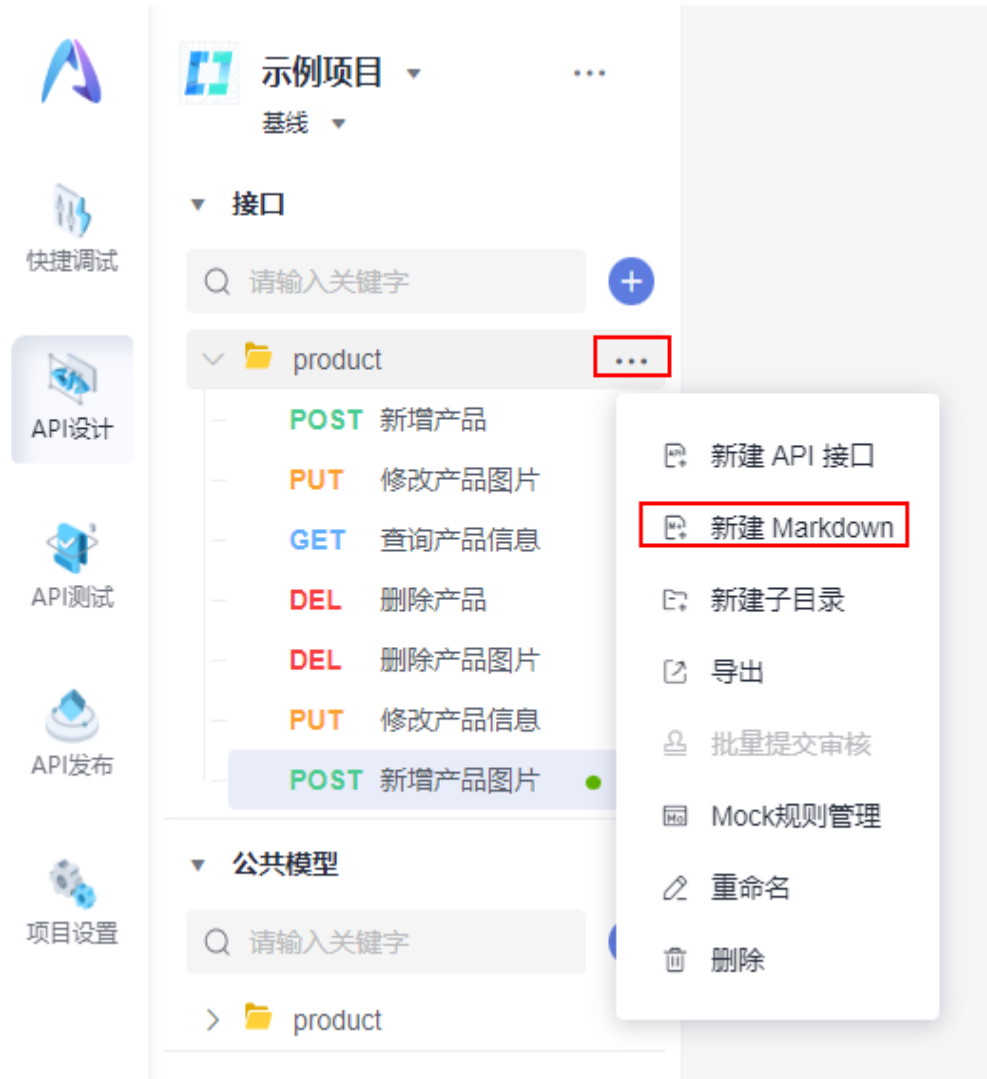 示例项目
基线
快捷调试
API设计
API测试
API发布
项目设置
接口
请输入关键字
product
POST 新增产品
PUT 修改产品图片
GET 查询产品信息
DEL 删除产品
DEL 删除产品图片
PUT 修改产品信息
POST 新增产品图片
公共模型
请输入关键字
product
新建 API 接口
新建 Markdown
新建子目录
导出
批量提交审核
Mock规则管理
重命名
删除